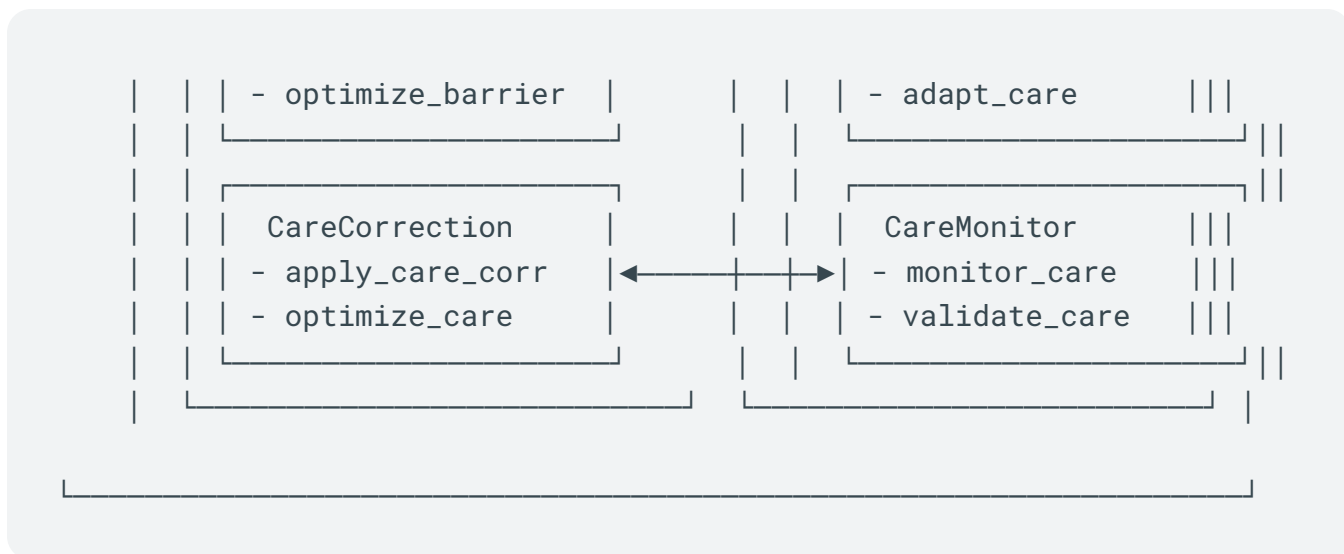 - optimize_barrier - adapt_care
CareCorrection CareMonitor
- apply_care_corr - monitor_care
- optimize_care - validate_care